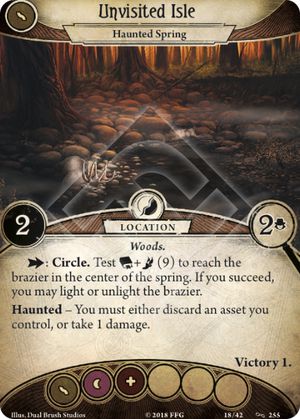 Unvisited Isle
Haunted Spring
2
LOCATION
2
Woods.
: Circle. Test + (9) to reach the
brazier in the center of the spring. If you succeed,
you may light or unlight the brazier.
Haunted – You must either discard an asset you
control, or take 1 damage.
Victory 1.
Illus. Dual Brush Studios
© 2018 FFG
18/42
255